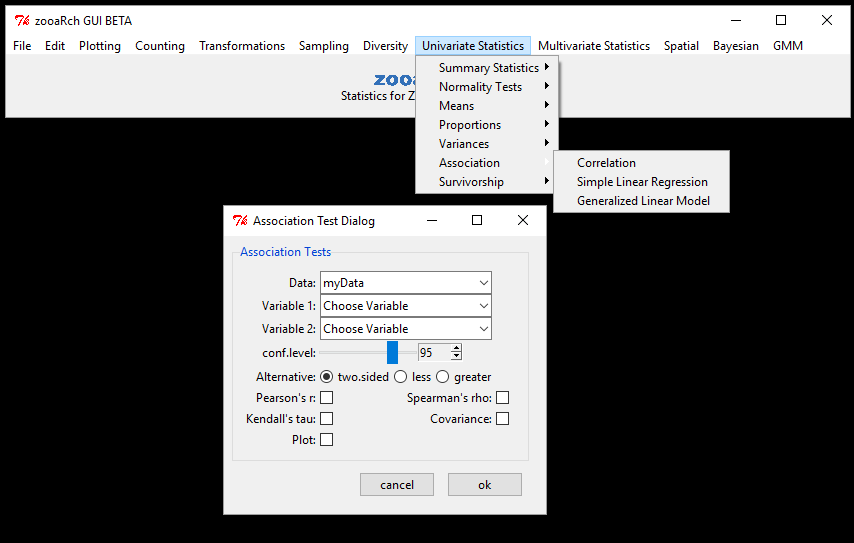 zooaRch GUI BETA
File Edit Plotting Counting Transformations Sampling Diversity Univariate Statistics Multivariate Statistics Spatial Bayesian GMM
Summary Statistics
Statistics for
Normality Tests
Means
Proportions
Variances
Association
Survivorship
Correlation
Simple Linear Regression
Generalized Linear Model
Association Test Dialog
Association Tests
Data: myData
Variable 1: Choose Variable
Variable 2: Choose Variable
conf.level: 95
Alternative: two.sided less greater
Pearson's r: Spearman's rho:
Kendall's tau: Covariance:
Plot:
cancel ok